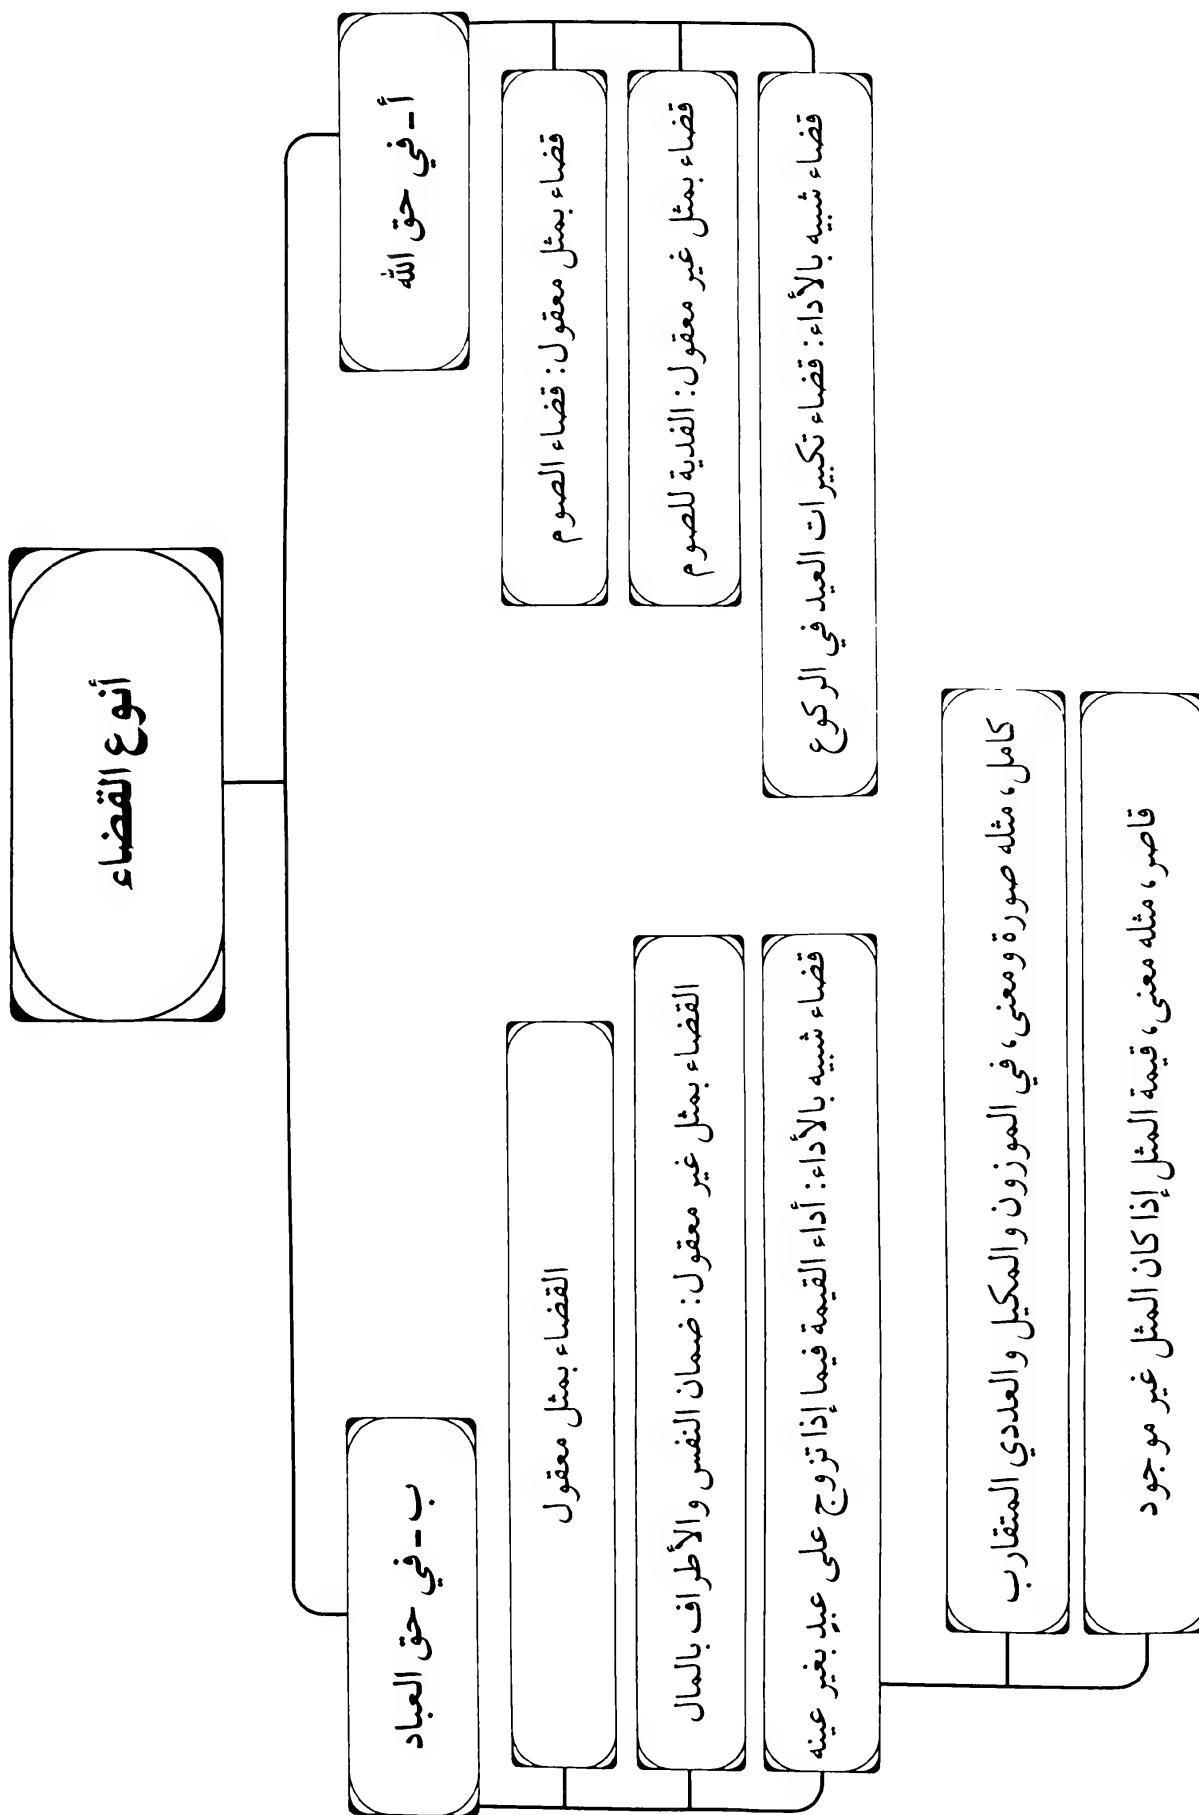 أنوع القضاء
أ - في حق الله
قضاء بمثل معقول: قضاء الصوم
قضاء بمثل غير معقول: الفدية للصوم
قضاء شبيه بالأداء: قضاء تكبيرات العيد في الركوع
ب - في حق العباد
القضاء بمثل معقول
القضاء بمثل غير معقول: ضمان النفس والأطراف بالمال
قضاء شبيه بالأداء: أداء القيمة فيما إذا تزوج على عبدٍ بغير عينه
كامل، مثله صورة ومعنى، في الموزون والمكيل والعددي المتقارب
قاصر، مثله معنى، قيمة المثل إذا كان المثل غير موجود